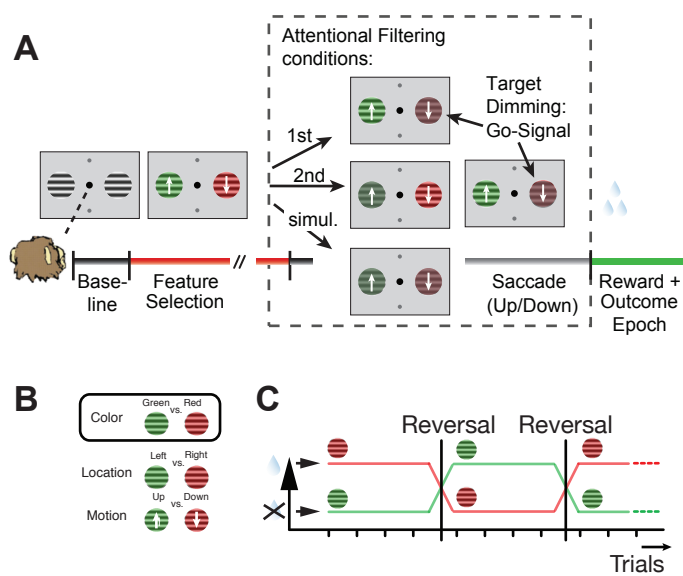 A
Attentional Filtering
conditions:
Target
Dimming:
Go-Signal
1st
2nd
simul.
//
Base-
line
Feature
Selection
Saccade
(Up/Down)
Reward +
Outcome
Epoch
B
Color
Green vs. Red
Location
Left vs. Right
Motion
Up vs. Down
C
Reversal
Reversal
Trials